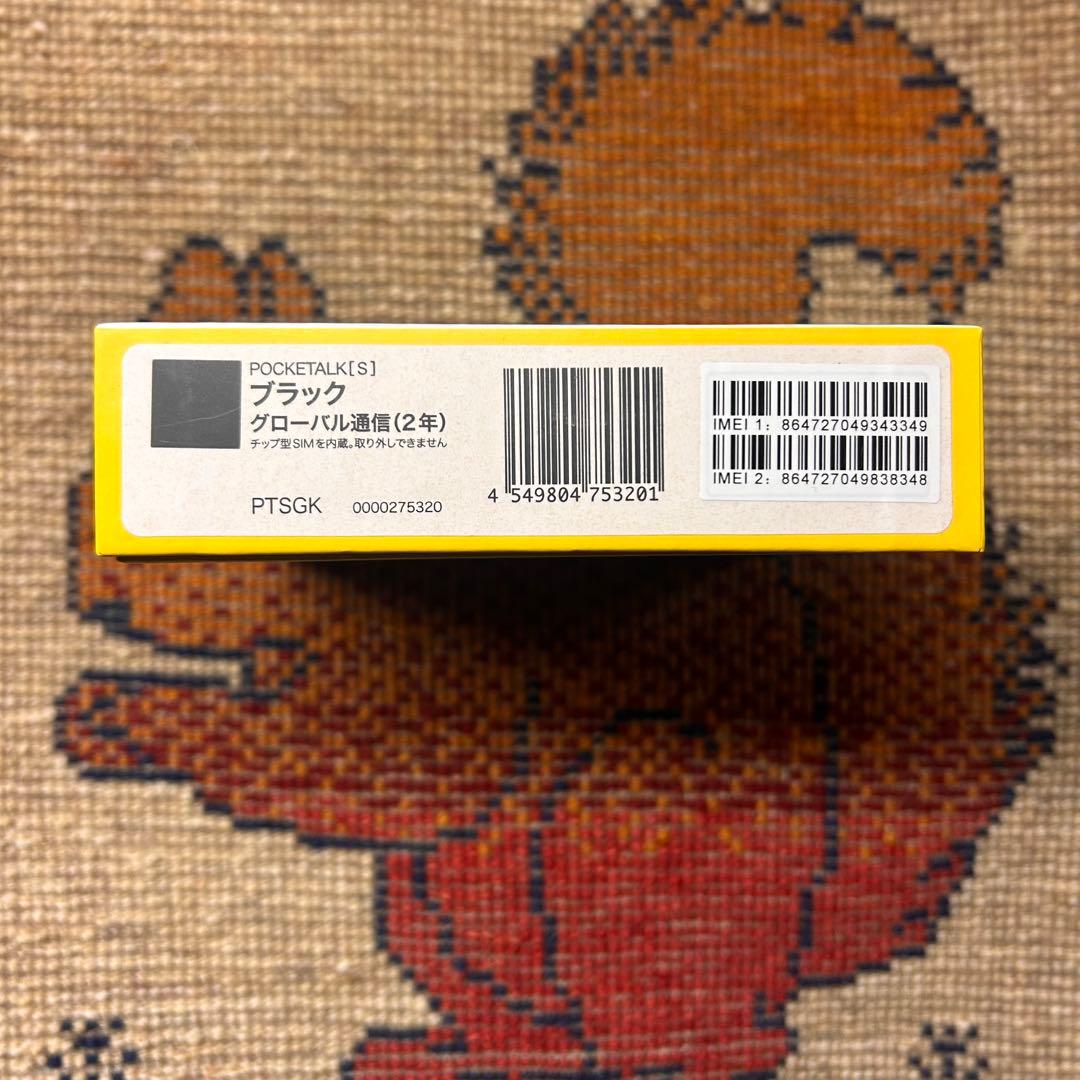 POCKETALK[S]
ブラック
グローバル通信(2年)
チップ型SIMを内蔵。取り外しできません
PTSGK 0000275320
4 549804 753201
IMEI 1: 864727049343349
IMEI 2: 864727049838348